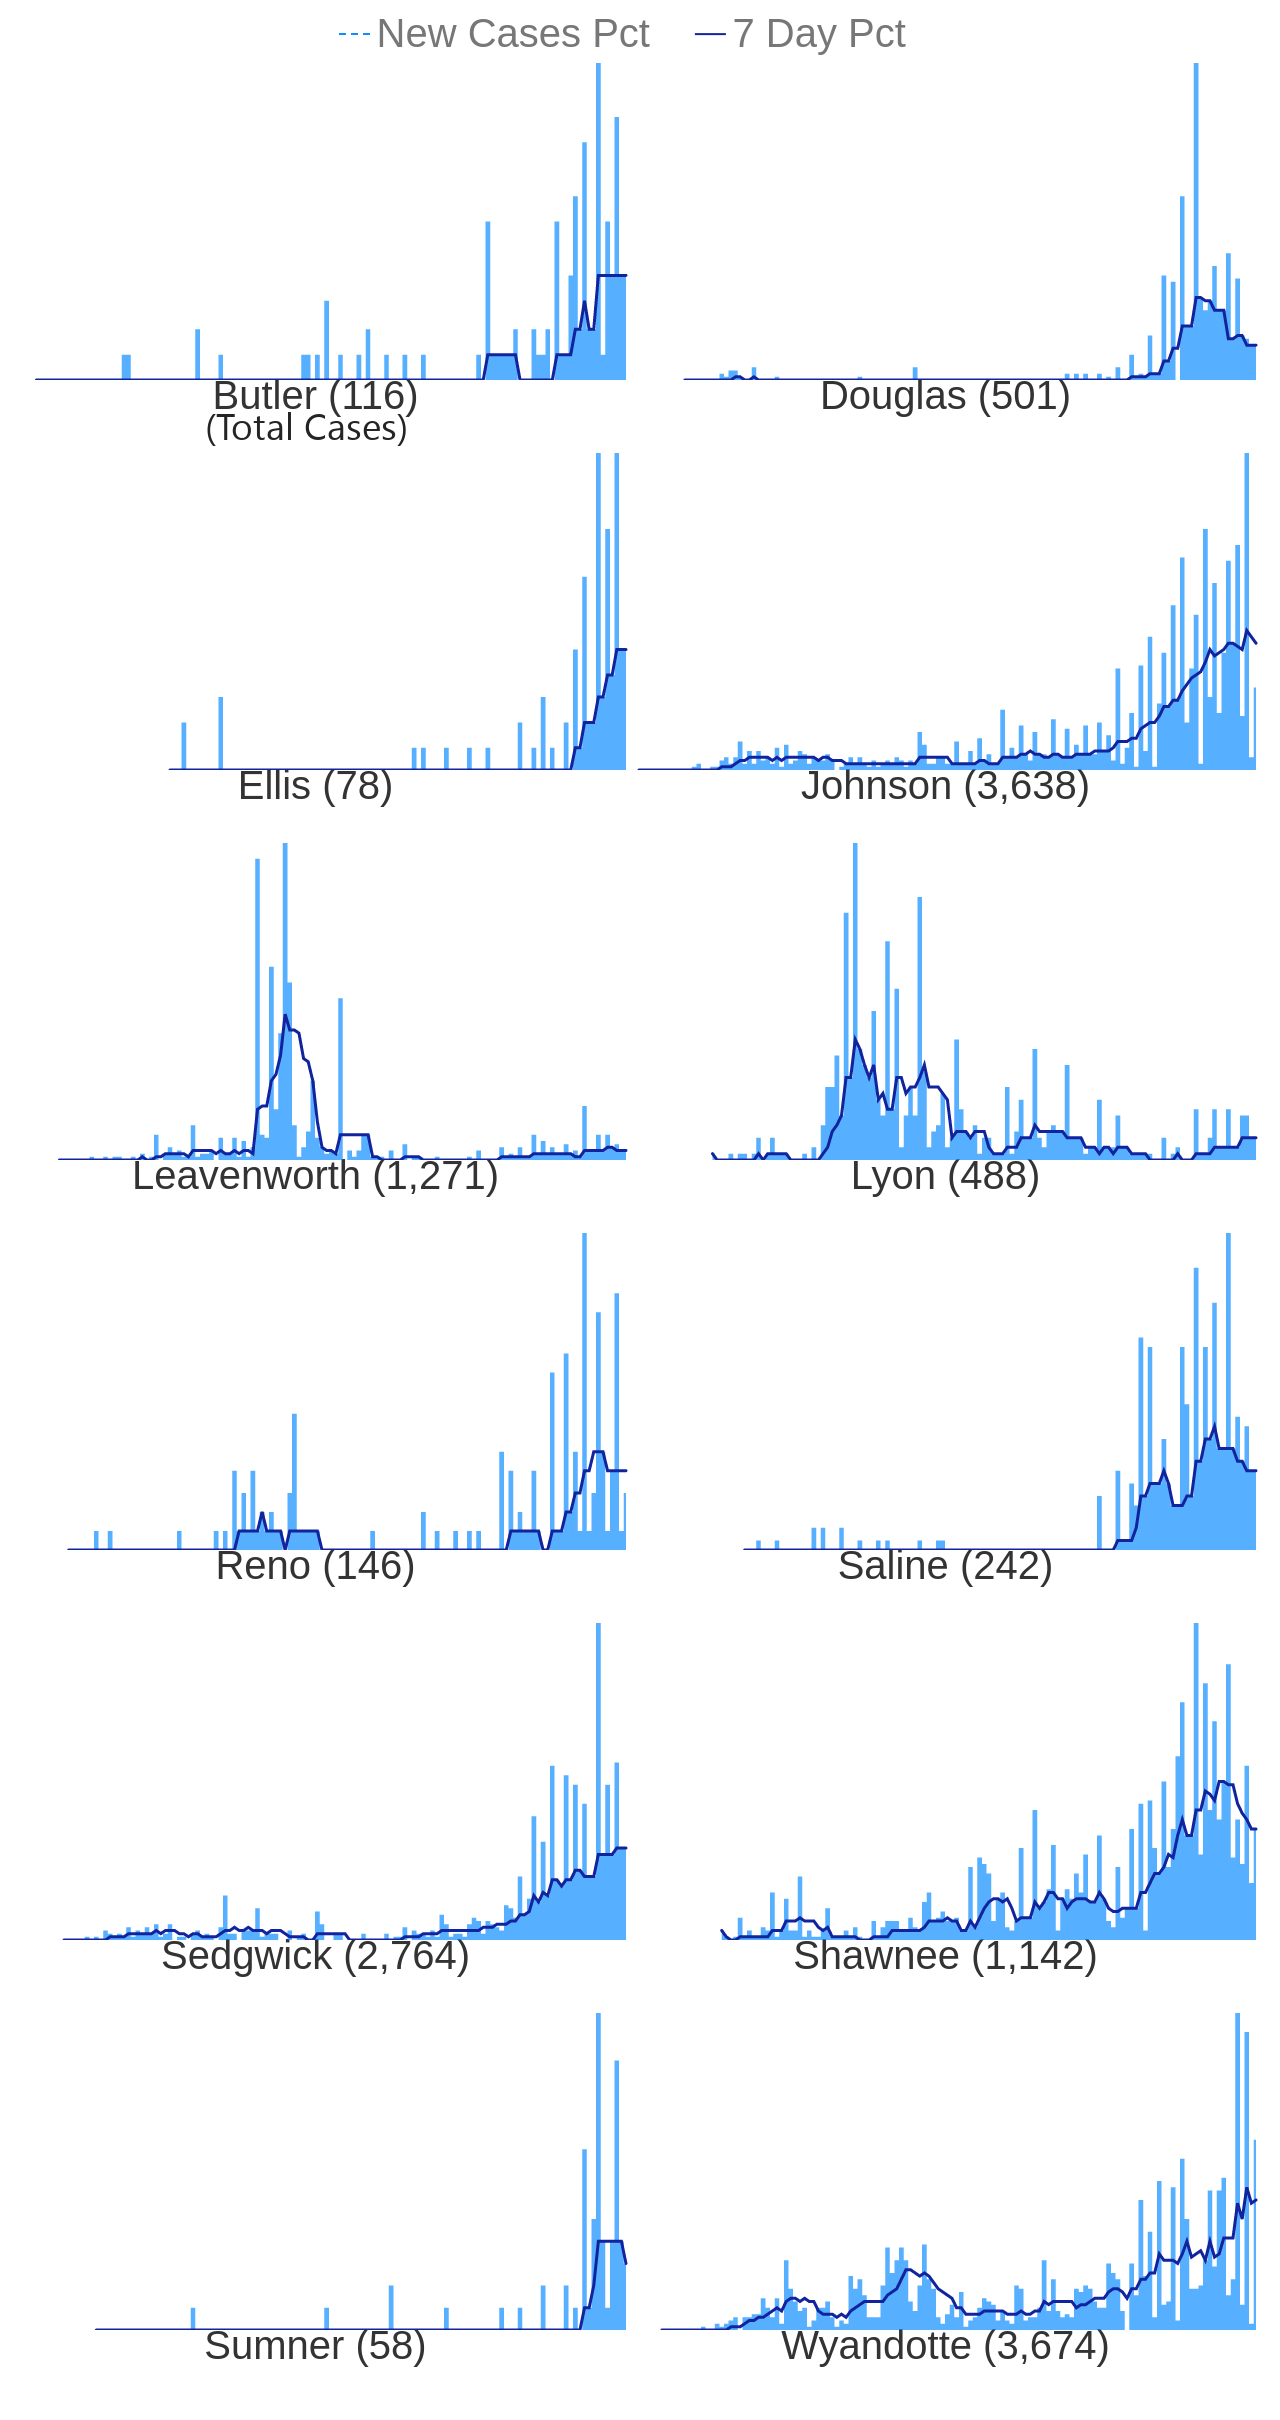 New Cases Pct 7 Day Pct
Butler (116) Douglas (501)
(Total Cases)
Ellis (78) Johnson (3,638)
Leavenworth (1,271) Lyon (488)
Reno (146) Saline (242)
Sedgwick (2,764) Shawnee (1,142)
Sumner (58) Wyandotte (3,674)